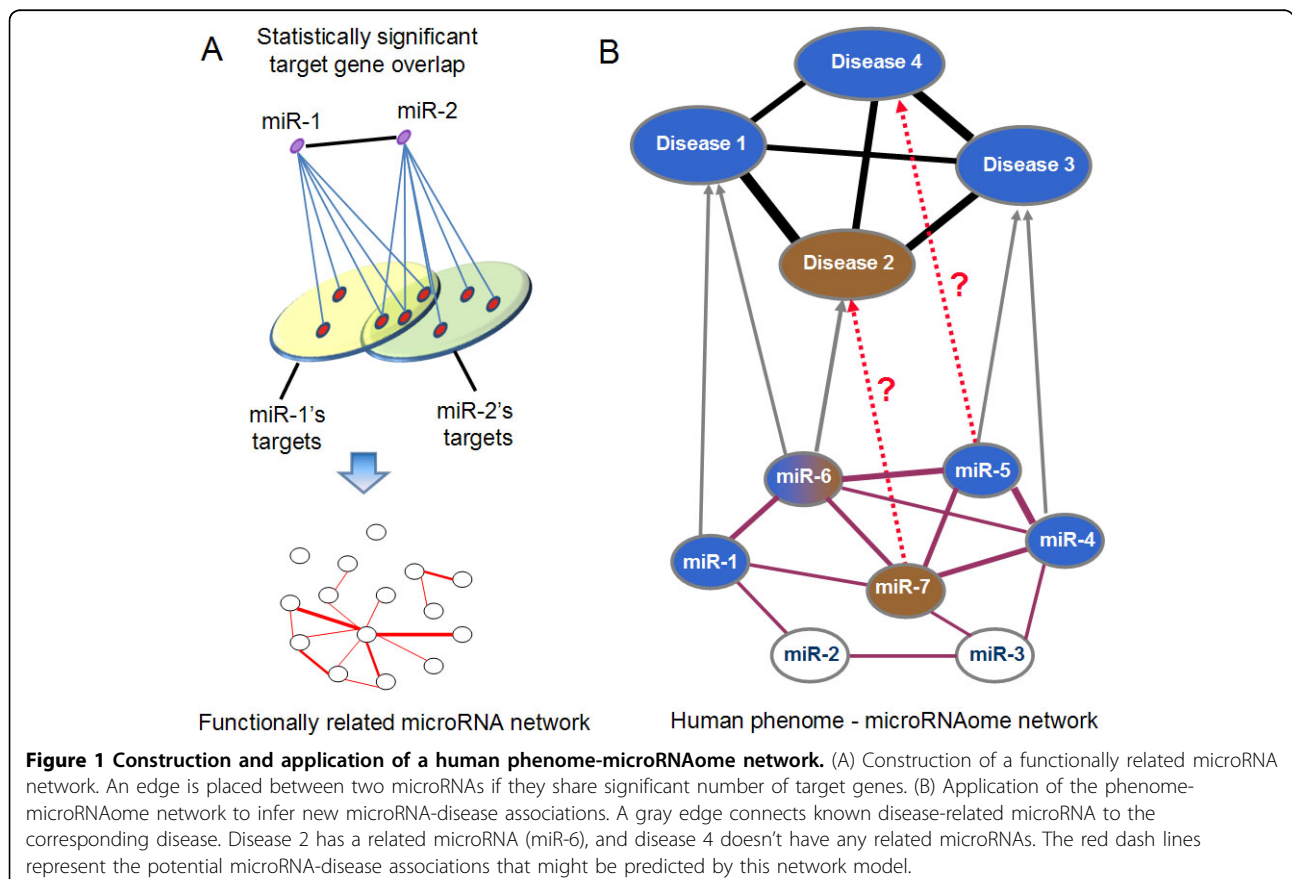 A
Statistically significant
target gene overlap
miR-1
miR-2
miR-1's
targets
miR-2's
targets
Functionally related microRNA network
B
Disease 4
Disease 1
Disease 3
Disease 2
?
?
miR-6
miR-5
miR-4
miR-1
miR-7
miR-2
miR-3
Human phenome - microRNAome network
Figure 1 Construction and application of a human phenome-microRNAome network. (A) Construction of a functionally related microRNA
network. An edge is placed between two microRNAs if they share significant number of target genes. (B) Application of the phenome-
microRNAome network to infer new microRNA-disease associations. A gray edge connects known disease-related microRNA to the
corresponding disease. Disease 2 has a related microRNA (miR-6), and disease 4 doesn't have any related microRNAs. The red dash lines
represent the potential microRNA-disease associations that might be predicted by this network model.